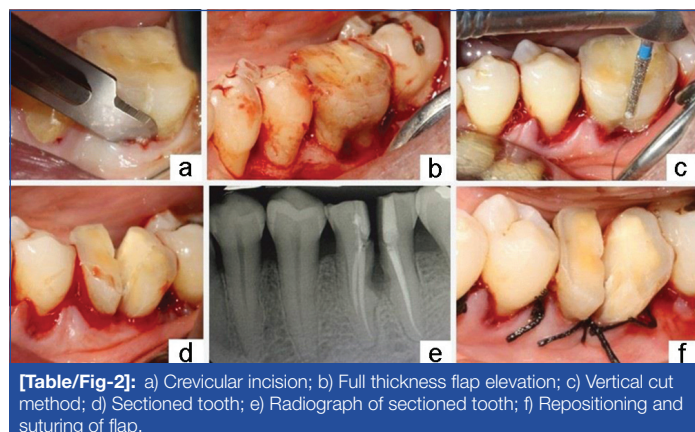 a
b
c
d
e
f
[Table/Fig-2]: a) Crevicular incision; b) Full thickness flap elevation; c) Vertical cut
method; d) Sectioned tooth; e) Radiograph of sectioned tooth; f) Repositioning and
suturing of flap.